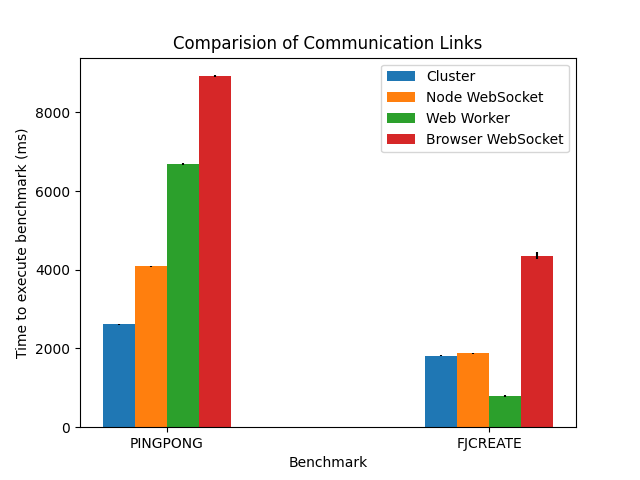 Comparision of Communication Links
Cluster
Node WebSocket
Web Worker
Browser WebSocket
Time to execute benchmark (ms)
8000
6000
4000
2000
0
PINGPONG
FJCREATE
Benchmark